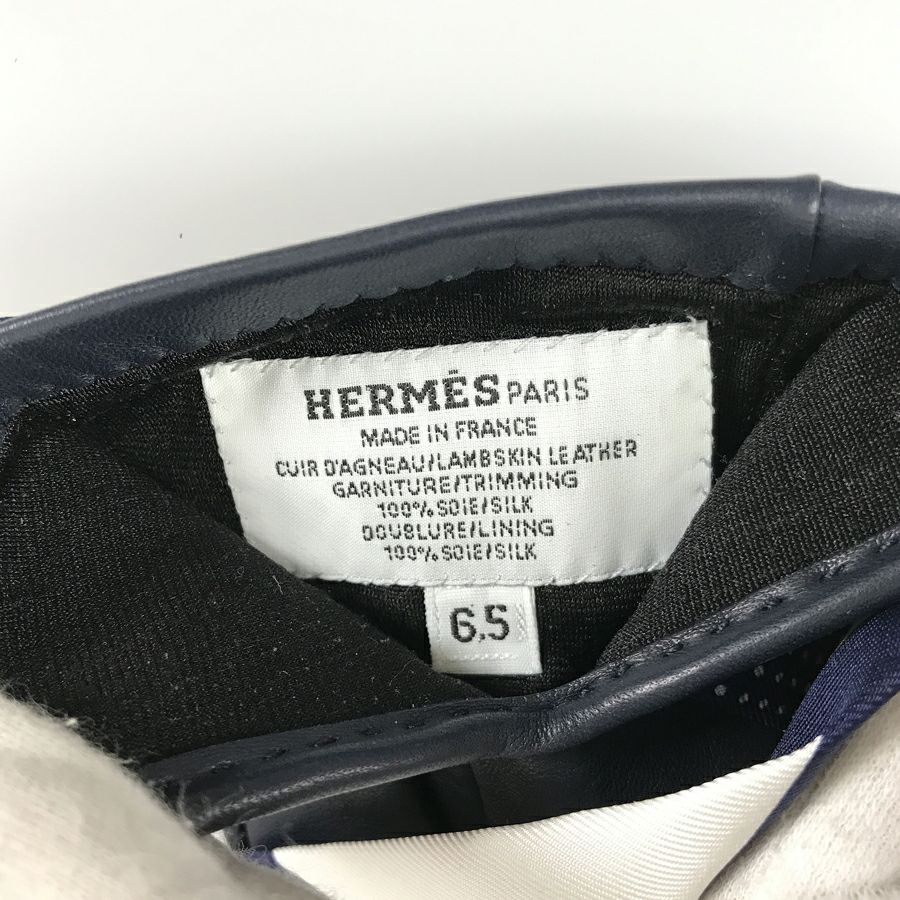 HERMÈS PARIS
MADE IN FRANCE
CUIR D'AGNEAU/LAMBSKIN LEATHER
GARNITURE/TRIMMING
100% SOIE/SILK
DOUBLURE/LINING
100% SOIE/SILK
6.5